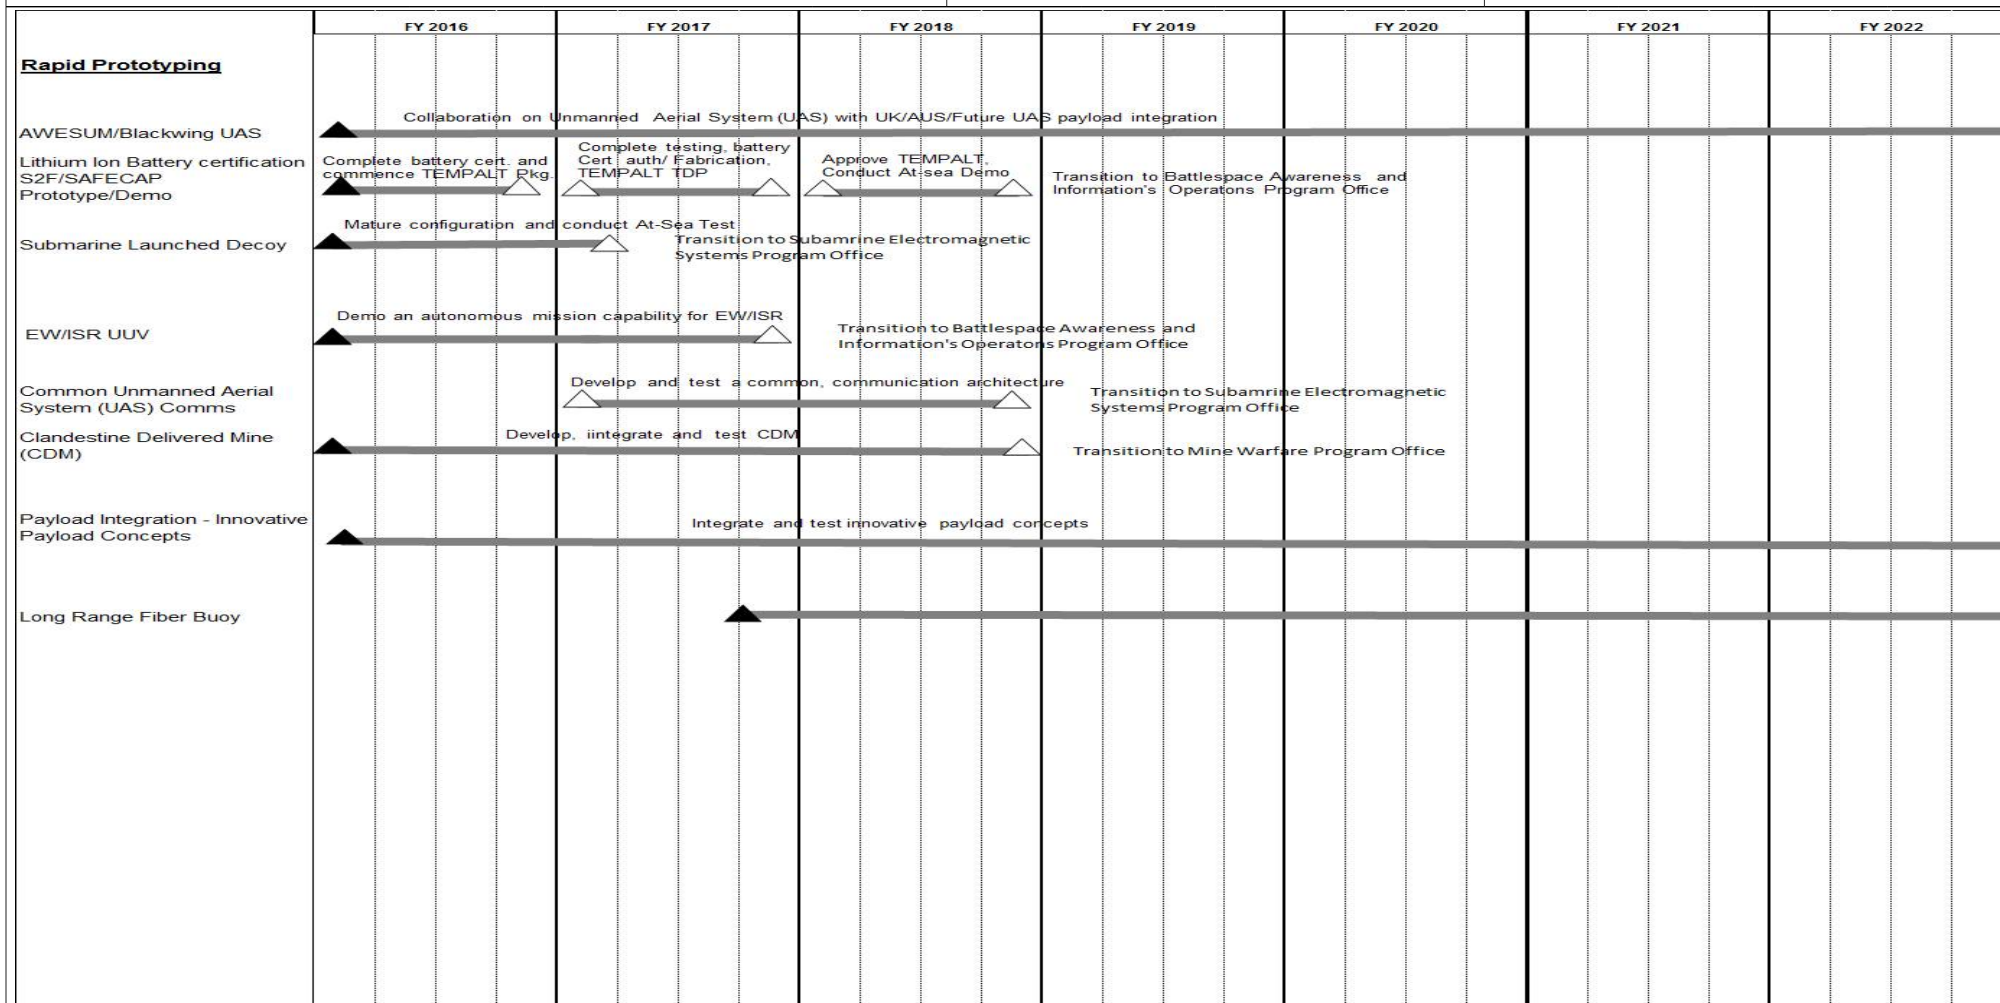 FY 2016 FY 2017 FY 2018 FY 2019 FY 2020 FY 2021 FY 2022
Rapid Prototyping
Collaboration on Unmanned Aerial System (UAS) with UK/AUS/Future UAS payload integration
AWESUM/Blackwing UAS
Lithium Ion Battery certification
S2F/SAFECAP
Prototype/Demo
Complete battery cert. and
commence TEMPALT Pkg.
Complete testing, battery
Cert auth/ Fabrication,
TEMPALT TDP
Approve TEMPALT,
Conduct At-sea Demo
Transition to Battlespace Awareness and
Information's Operatons Program Office
Mature configuration and conduct At-Sea Test
Submarine Launched Decoy
Transition to Subamrine Electromagnetic
Systems Program Office
Demo an autonomous mission capability for EW/ISR
EW/ISR UUV
Transition to Battlespace Awareness and
Information's Operatons Program Office
Common Unmanned Aerial
System (UAS) Comms
Develop and test a common, communication architecture
Transition to Subamrine Electromagnetic
Systems Program Office
Clandestine Delivered Mine
(CDM)
Develop, iintegrate and test CDM
Transition to Mine Warfare Program Office
Payload Integration - Innovative
Payload Concepts
Integrate and test innovative payload concepts
Long Range Fiber Buoy